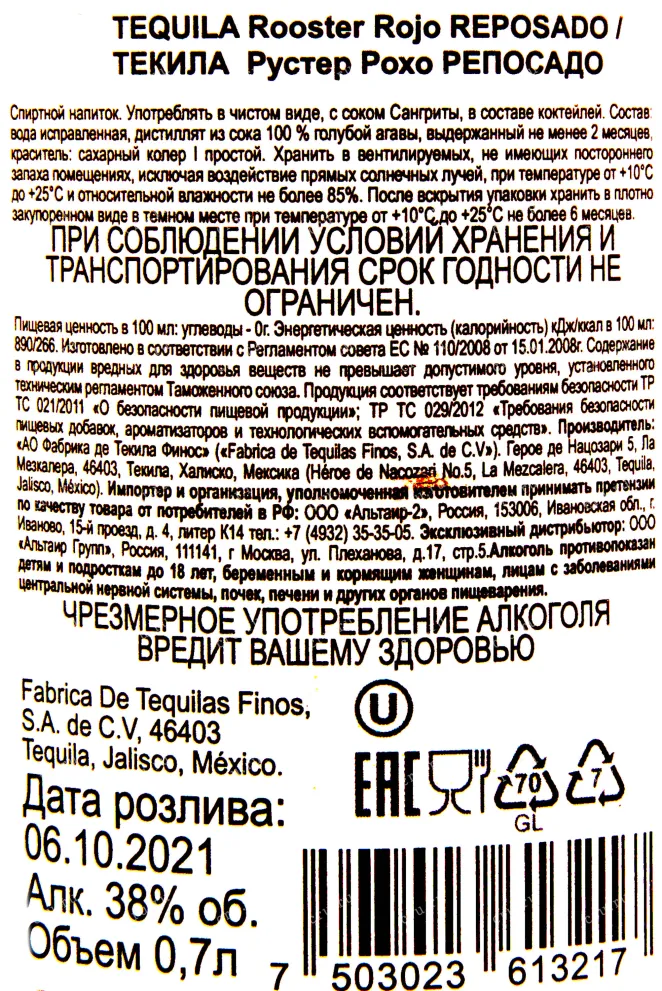 TEQUILA Rooster Rojo REPOSADO /
ТЕКИЛА Рустер Рохо РЕПОСАДО
Спиртной напиток. Употреблять в чистом виде, с соком Сангриты, в составе коктейлей. Состав:
вода исправленная, дистиллят из сока 100 % голубой агавы, выдержанный не менее 2 месяцев,
краситель: сахарный колер I простой. Хранить в вентилируемых, не имеющих постороннего
запаха помещениях, исключая воздействие прямых солнечных лучей, при температуре от +10°С
до +25°С и относительной влажности не более 85%. После вскрытия упаковки хранить в плотно
закупоренном виде в темном месте при температуре от +10°С до +25°С не более 6 месяцев.
ПРИ СОБЛЮДЕНИИ УСЛОВИЙ ХРАНЕНИЯ И
ТРАНСПОРТИРОВАНИЯ СРОК ГОДНОСТИ НЕ
ОГРАНИЧЕН.
Пищевая ценность в 100 мл: углеводы - 0г. Энергетическая ценность (калорийность) кДж/ккал в 100 мл:
890/266. Изготовлено в соответствии с Регламентом совета ЕС № 110/2008 от 15.01.2008г. Содержание
в продукции вредных для здоровья веществ не превышает допустимого уровня, установленного
техническим регламентом Таможенного союза. Продукция соответствует требованиям безопасности ТР
ТС 021/2011 «О безопасности пищевой продукции»; ТР ТС 029/2012 «Требования безопасности
пищевых добавок, ароматизаторов и технологических вспомогательных средств». Производитель:
«АО Фабрика де Текила Финос» («Fabrica de Tequilas Finos, S.A. de C.V»). Герое де Нацозари 5, Ла
Мезкалера, 46403, Текила, Халиско, Мексика (Héroe de Nacozari No.5, La Mezcalera, 46403, Tequila,
Jalisco, México). Импортер и организация, уполномоченная изготовителем принимать претензии
по качеству товара от потребителей в РФ: ООО «Альтаир-2», Россия, 153006, Ивановская обл., г.
Иваново, 15-й проезд, д. 4, литер К14 тел.: +7 (4932) 35-35-05. Эксклюзивный дистрибьютор: ООО
«Альтаир Групп», Россия, 111141, г Москва, ул. Плеханова, д.17, стр.5.Алкоголь противопоказан
детям и подросткам до 18 лет, беременным и кормящим женщинам, лицам с заболеваниями
центральной нервной системы, почек, печени и других органов пищеварения.
ЧРЕЗМЕРНОЕ УПОТРЕБЛЕНИЕ АЛКОГОЛЯ
ВРЕДИТ ВАШЕМУ ЗДОРОВЬЮ
Fabrica De Tequilas Finos,
S.A. de C.V, 46403
Tequila, Jalisco, México.
U
EAC
70
GL
7
Дата розлива:
06.10.2021
Алк. 38% об.
Объем 0,7л
7 503023 613217